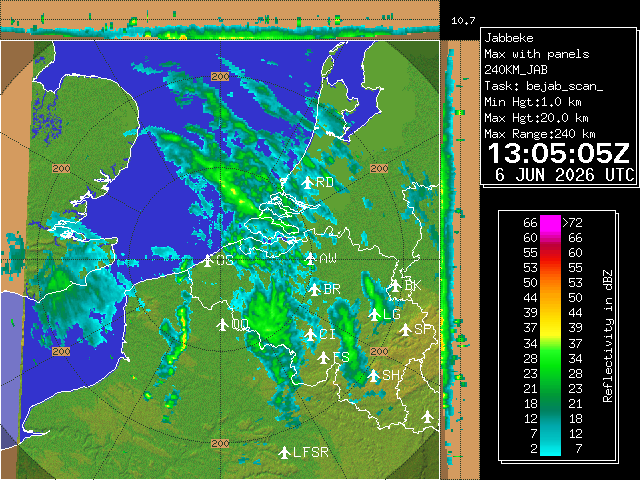 10.7
Jabbeke
Max with panels
240KM_JAB
Task: bejab_scan_
Min Hgt:1.0 km
Max Hgt:20.0 km
Max Range:240 km
13:05:05Z
6 JUN 2026 UTC
200
200
200
RD
OS
AW
BR
BK
LG
SP
QO
CI
FS
200
200
SH
200
LFSR
66 >72
60 66
55 60
53 55
50 53
44 50
39 44
37 39
34 37
28 34
23 28
21 23
18 21
12 18
7 12
2 7
Reflectivity in dBZ